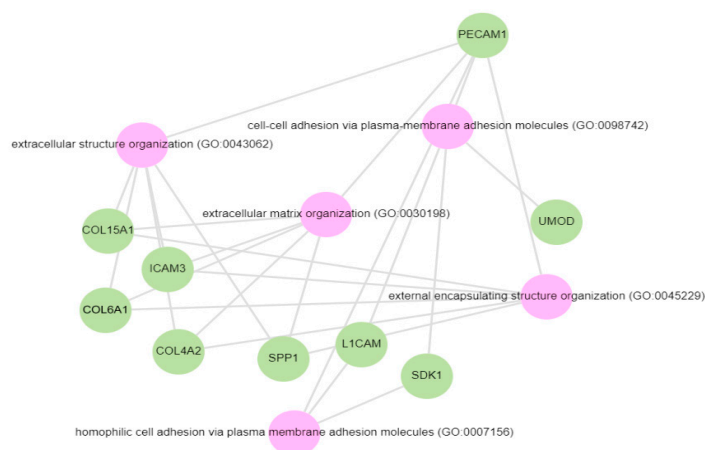 PECAM1
cell-cell adhesion via plasma-membrane adhesion molecules (GO:0098742)
extracellular structure organization (GO:0043062)
extracellular matrix organization (GO:0030198)
UMOD
COL15A1
ICAM3
external encapsulating structure organization (GO:0045229)
COL6A1
L1CAM
COL4A2
SPP1
SDK1
homophilic cell adhesion via plasma membrane adhesion molecules (GO:0007156)